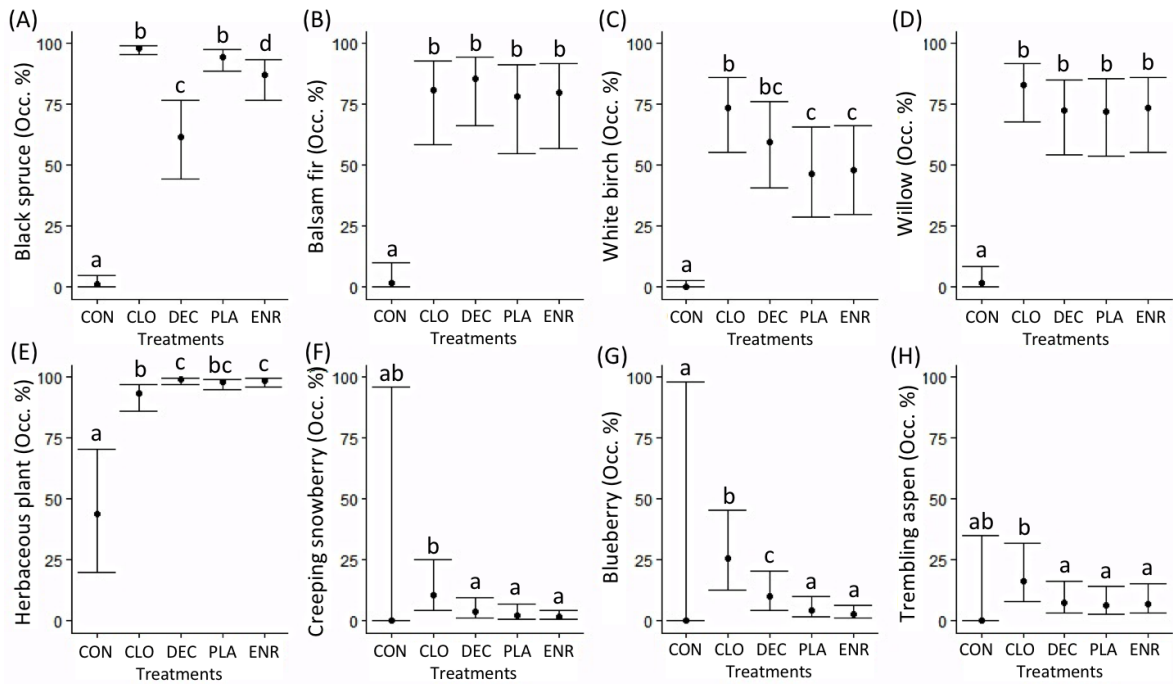 (A)
Black spruce (Occ. %)
100
75
50
25
0
a
b
c
b
d
CON CLO DEC PLA ENR
Treatments
(B)
Balsam fir (Occ. %)
100
75
50
25
0
a
b
b
b
b
CON CLO DEC PLA ENR
Treatments
(C)
White birch (Occ. %)
100
75
50
25
0
a
b
bc
c
c
CON CLO DEC PLA ENR
Treatments
(D)
Willow (Occ. %)
100
75
50
25
0
a
b
b
b
b
CON CLO DEC PLA ENR
Treatments
(E)
Herbaceous plant (Occ. %)
100
75
50
25
0
a
b
c
bc
c
CON CLO DEC PLA ENR
Treatments
(F)
Creeping snowberry (Occ. %)
100
75
50
25
0
ab
b
a
a
a
CON CLO DEC PLA ENR
Treatments
(G)
Blueberry (Occ. %)
100
75
50
25
0
a
b
c
a
a
CON CLO DEC PLA ENR
Treatments
(H)
Trembling aspen (Occ. %)
100
75
50
25
0
ab
b
a
a
a
CON CLO DEC PLA ENR
Treatments